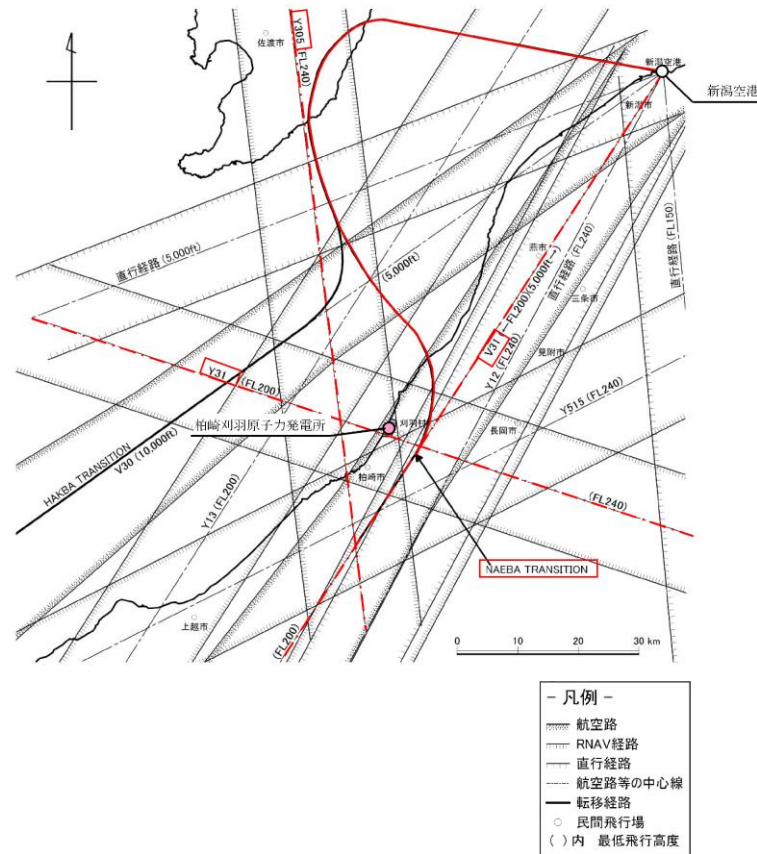 Y305 (FL240)
佐渡市
新潟空港
新潟空港
新潟市
直行経路 (5,000ft)
(5,000ft)
燕市
V31 (←FL200)(5,000ft→)
直行経路 (FL240)
直行経路 (FL150)
三条市
Y31 (FL200)
Y12 (FL240)
見附市
Y515 (FL240)
柏崎刈羽原子力発電所
刈羽村
長岡市
HAKBA TRANSITION
V30 (10,000ft)
Y13 (FL200)
柏崎市
(FL240)
NAEBA TRANSITION
上越市
(FL200)
0 10 20 30 km
- 凡例 -
航空路
RNAV経路
直行経路
航空路等の中心線
転移経路
民間飛行場
( ) 内 最低飛行高度